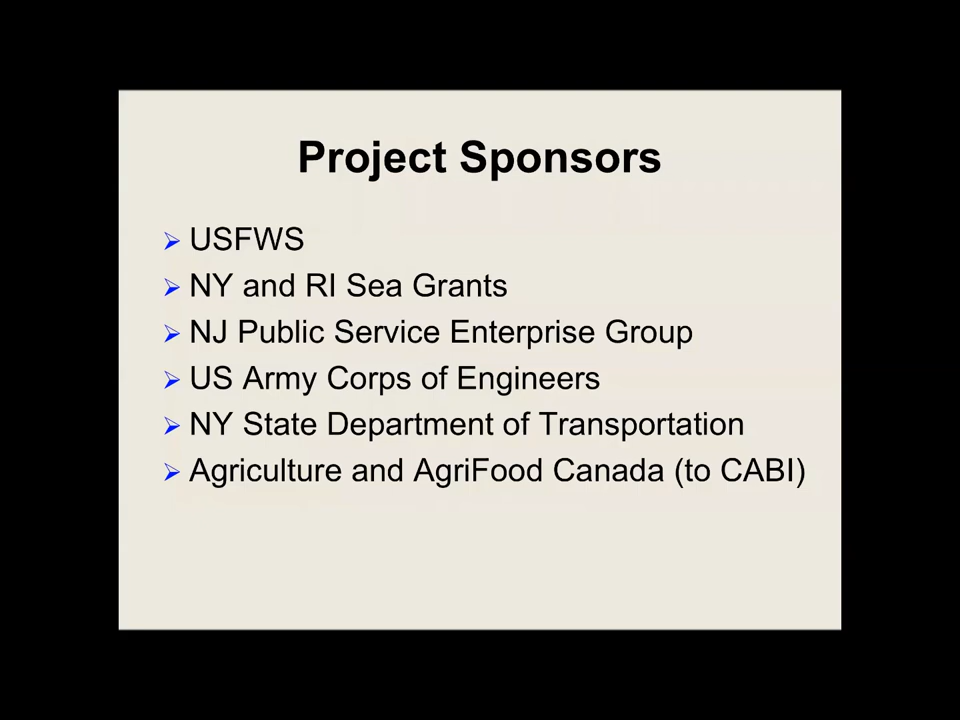 Project Sponsors
USFWS
NY and RI Sea Grants
NJ Public Service Enterprise Group
US Army Corps of Engineers
NY State Department of Transportation
Agriculture and AgriFood Canada (to CABI)